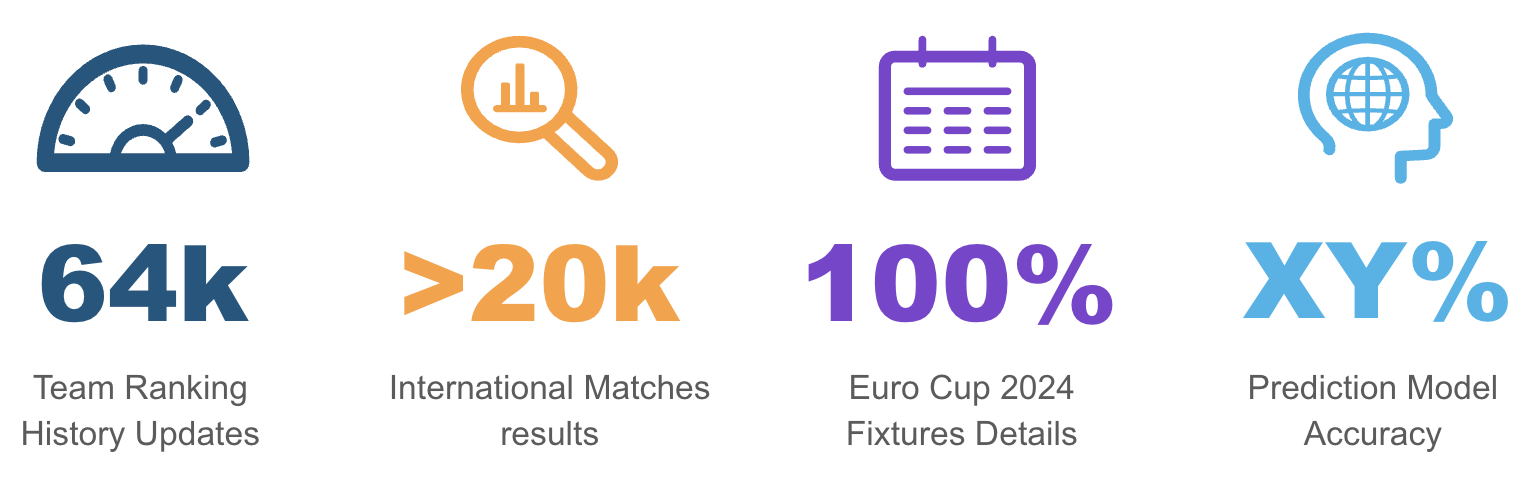 64k
Team Ranking
History Updates
>20k
International Matches
results
100%
Euro Cup 2024
Fixtures Details
XY%
Prediction Model
Accuracy